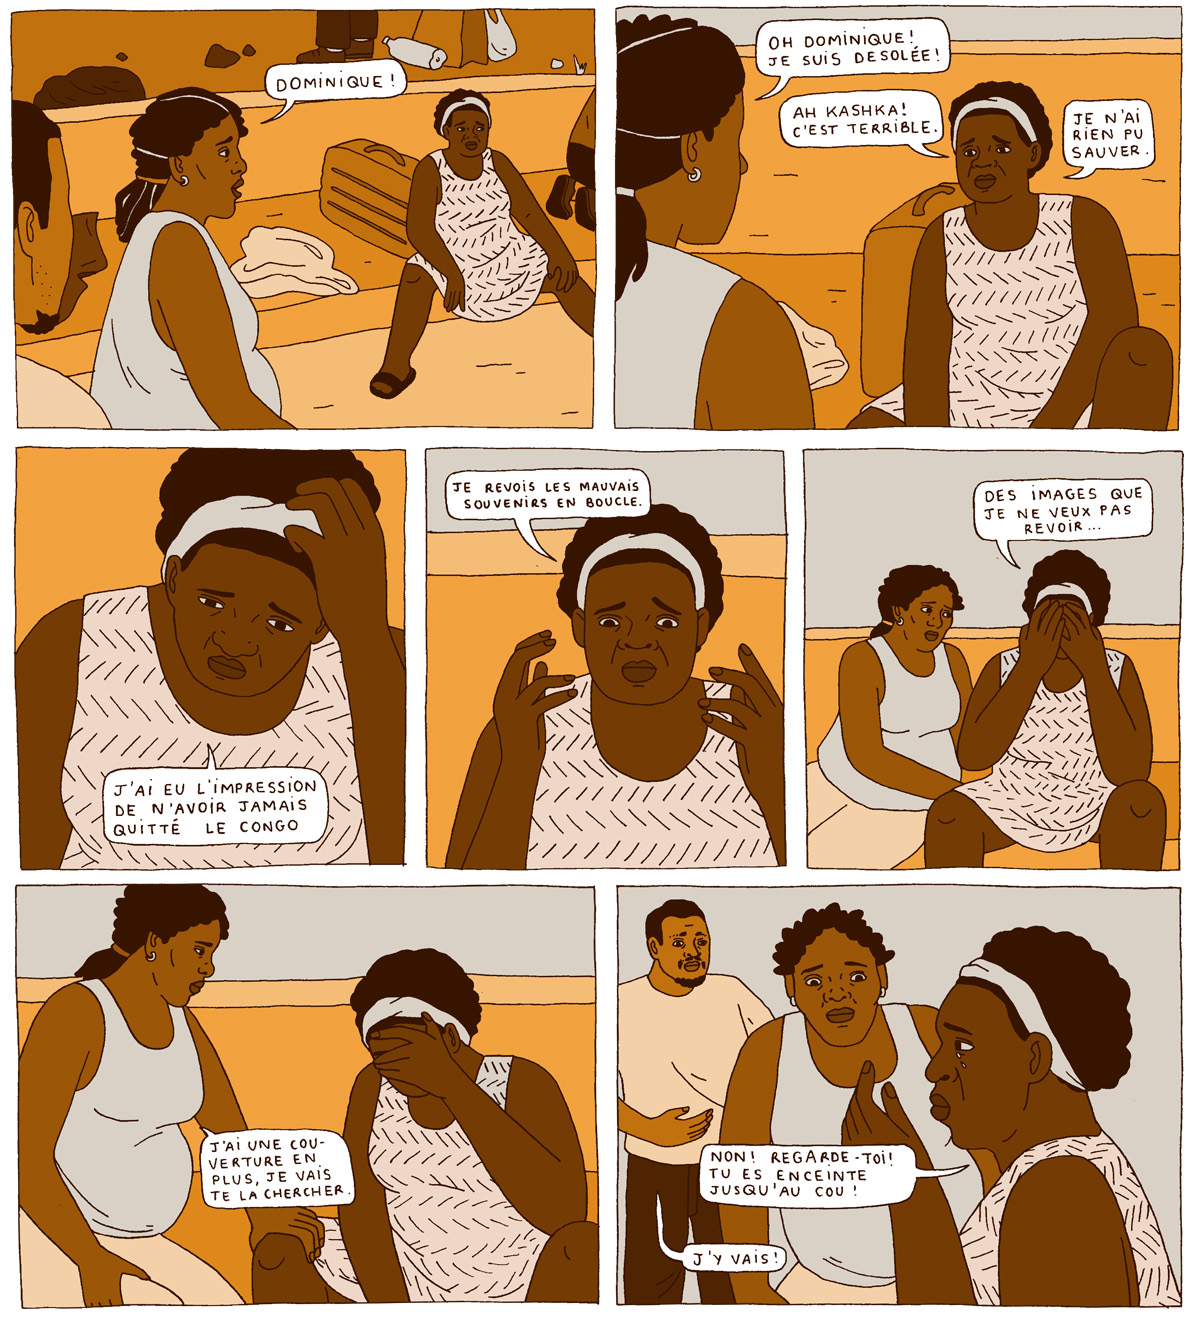 DOMINIQUE !
OH DOMINIQUE !
JE SUIS DESOLÉE !
AH KASHKA !
C'EST TERRIBLE.
JE N'AI
RIEN PU
SAUVER.
J'AI EU L'IMPRESSION
DE N'AVOIR JAMAIS
QUITTÉ LE CONGO
JE REVOIS LES MAUVAIS
SOUVENIRS EN BOUCLE.
DES IMAGES QUE
JE NE VEUX PAS
REVOIR...
J'AI UNE COU-
VERTURE EN
PLUS, JE VAIS
TE LA CHERCHER.
NON ! REGARDE-TOI !
TU ES ENCEINTE
JUSQU'AU COU !
J'Y VAIS !